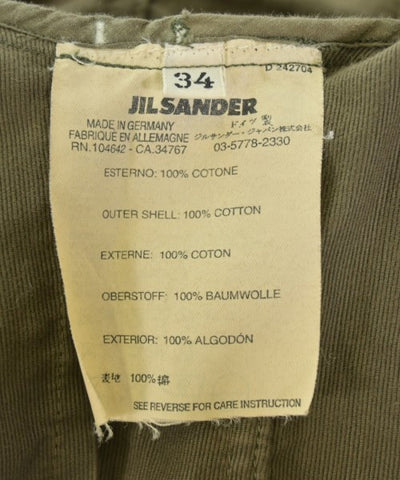 D 242704
34
JIL SANDER
MADE IN GERMANY ドイツ製
FABRIQUÉ EN ALLEMAGNE ジルサンダー・ジャパン株式会社
RN.104642 - CA.34767 03-5778-2330
ESTERNO: 100% COTONE
OUTER SHELL: 100% COTTON
EXTERNE: 100% COTON
OBERSTOFF: 100% BAUMWOLLE
EXTERIOR: 100% ALGODÓN
表地 100% 綿
SEE REVERSE FOR CARE INSTRUCTION